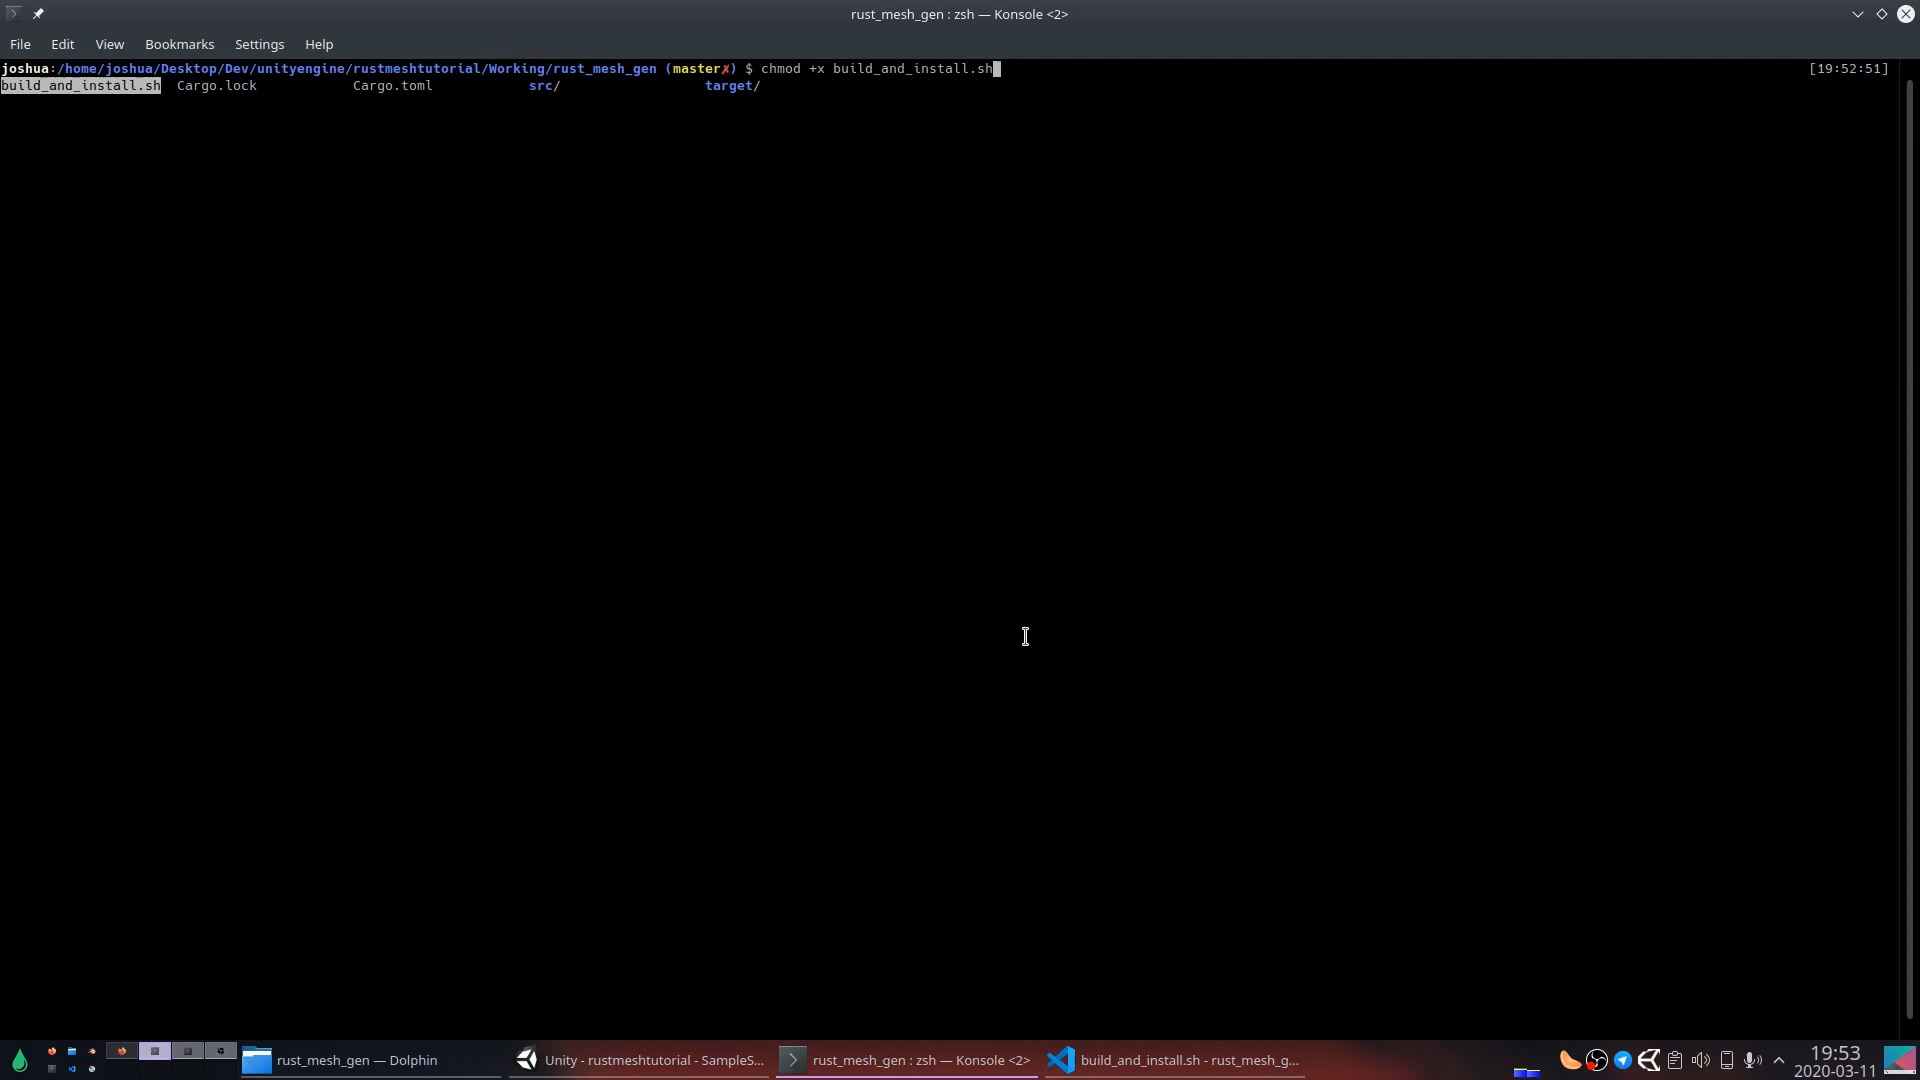 rust_mesh_gen : zsh — Konsole <2>
File Edit View Bookmarks Settings Help
joshua:/home/joshua/Desktop/Dev/unityengine/rustmeshtutorial/Working/rust_mesh_gen (master✗) $ chmod +x build_and_install.sh [19:52:51]
build_and_install.sh Cargo.lock Cargo.toml src/ target/
rust_mesh_gen — Dolphin
Unity - rustmeshtutorial - SampleS...
rust_mesh_gen : zsh — Konsole <2>
build_and_install.sh - rust_mesh_g...
19:53
2020-03-11